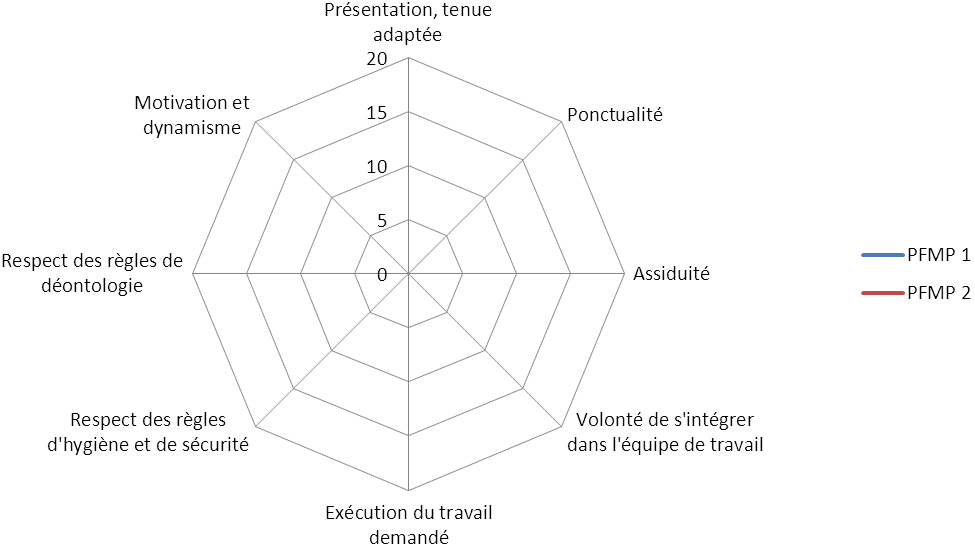 Présentation, tenue
adaptée
20
Motivation et
dynamisme
15
Ponctualité
10
5
Respect des règles de
déontologie
0
Assiduité
PFMP 1
PFMP 2
Respect des règles
d'hygiène et de sécurité
Volonté de s'intégrer
dans l'équipe de travail
Exécution du travail
demandé